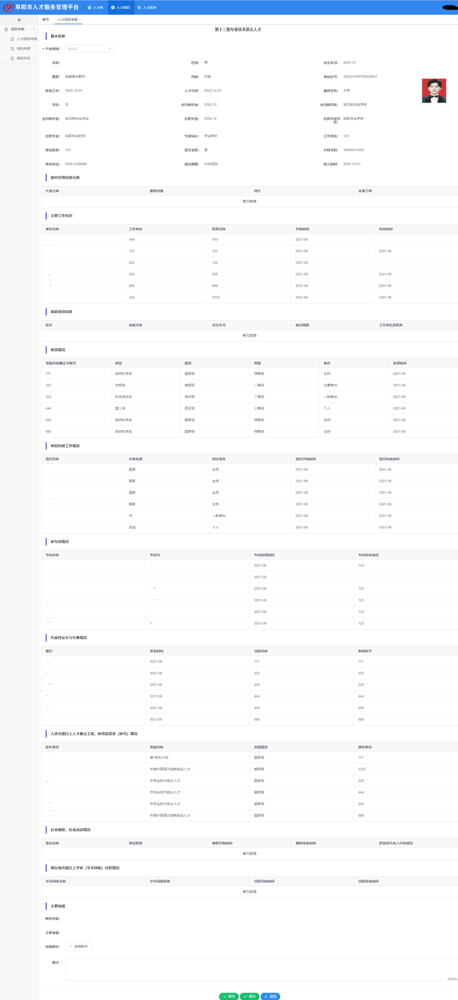 阜阳市人才服务管理平台 人才库 人才项目 人才奖补
首页 人才项目申报 ×
项目申报
人才项目申报
我的申报
我的关注
第十三批专业技术拔尖人才
基本信息
* 产业领域： 请选择
名称： 性别： 男 出生年月： 2020-12
籍贯： 安徽省合肥市 民族： 汉族 身份证号： 342224199706300957
参加工作： 2020-12-01 人才引进： 2020-12-01 最高学历： 大专
学位： 无 全日制毕业： 2020-12 全日制学校： 全日制毕业学校
全日制专业： 全日制毕业专业 在职毕业： 2020-12 在职毕业学校： 在职毕业学校
在职专业： 在职毕业时间 专业特长： 专业特长 工作单位： 123
单位职务： 123 是否全职： 是 手机号码： 18956214500
单位电话： 0558-2236666 政治面貌： 中共党员 加入时间： 2020-12-01
农村实用信息完善
产业主体 服务对象 特长 从事工种
暂无数据
主要工作经历
单位名称 工作单位 职务名称 开始时间 结束时间
444 444 2021-06
123 123 2021-06 2021-06
222 123 2021-06
555 555 2021-06 2021-06
666 666 2021-06 2021-06
333 3333 2021-06 2021-06
家庭成员信息
姓名 家庭关系 出生年月 政治面貌 工作单位及职务
暂无数据
获奖情况
奖励名称暨证书编号 类别 级别 等级 角色 获得时间
111 自然科学奖 国家级 特等奖 主持 2021-06
222 发明奖 省部级 一等奖 主要参加 2021-06
333 科技进步奖 地市级 二等奖 一般参加 2021-06
444 星火奖 县区级 三等奖 个人 2021-06
555 自然科学奖 国家级 特等奖 主持 2021-06
666 自然科学奖 国家级 特等奖 主持 2021-06
承担科研工作情况
项目名称 任务来源 担任角色 项目开始时间 项目结束时间
国家 主持 2021-06 2021-06
国家 主持 2021-06 2021-06
国家 主持 2021-06 2021-06
国家 主持 2021-06 2021-06
市 一般参加 2021-06 2021-06
自选 个人 2021-06 2021-06
获专利情况
专利名称 专利号 专利获得时间 专利转化情况
2021-06 123
2021-06
2021-06 123
2021-06 123
2021-06 123
1 2021-06 123
代表性论文与专著情况
题目 发表时间 刊物名称 影响因子
2021-06 111 111
2021-06 222 222
2021-06 333 333
2021-06 444 444
2021-06 555 555
2021-06 666 666
入选市级以上人才重点工程、获得荣誉奖（称号）情况
获年度奖 奖励名称 奖励级别 颁奖单位
省“特支计划” 国家级 111
市海外高层次创新创业人才 省部级 2222
市专业技术拔尖人才 国家级 333
市专业技术拔尖人才 省部级 444
市专业技术拔尖人才 国家级 555
市海外高层次创新创业人才 国家级 666
社会兼职、社会活动情况
单位名称 单位职务 兼职开始时间 兼职结束时间 参加党代会人代会情况
暂无数据
现在地市级以上学会（学术团体）任职情况
学术团体名称 学术团体职务 任职开始时间 任职结束时间
暂无数据
主要业绩
附件列表：
主要业绩：
申报附件： 选择附件
备注：
0/4000
保存 提交 返回